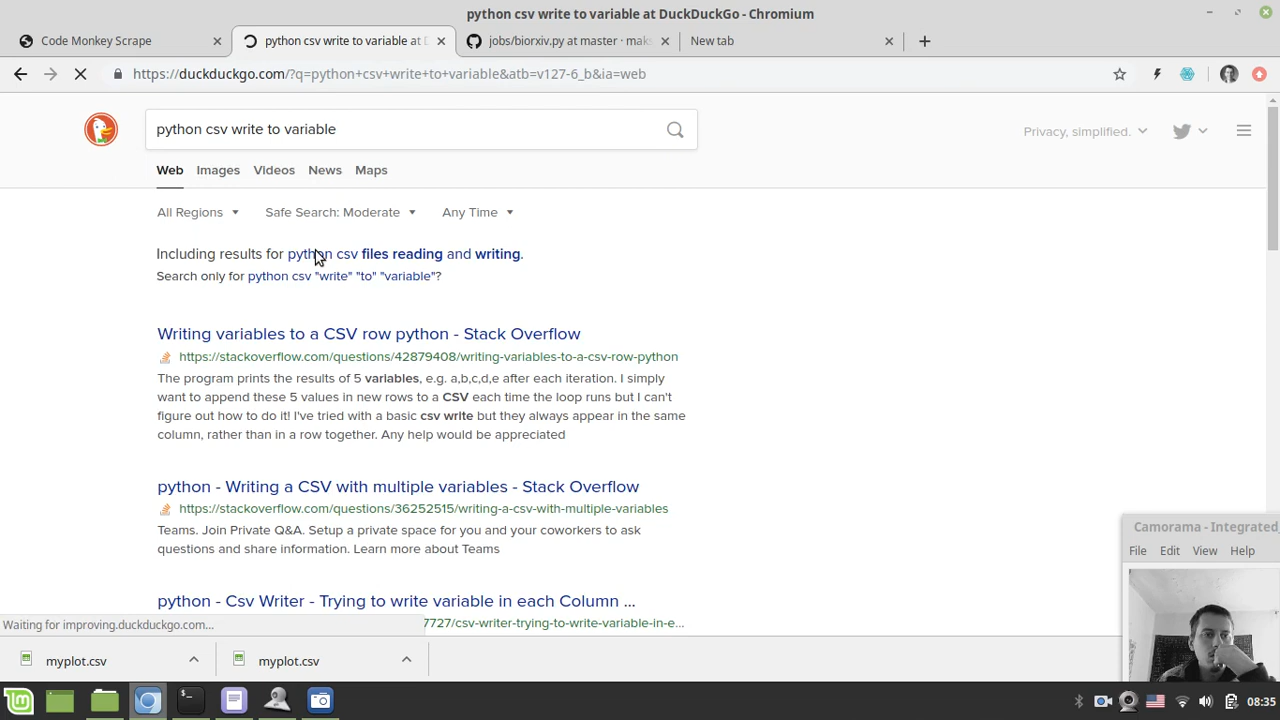 python csv write to variable at DuckDuckGo - Chromium
Code Monkey Scrape
python csv write to variable at D
jobs/biorxiv.py at master · maks
New tab
https://duckduckgo.com/?q=python+csv+write+to+variable&atb=v127-6_b&ia=web
python csv write to variable
Privacy, simplified.
Web Images Videos News Maps
All Regions Safe Search: Moderate Any Time
Including results for python csv files reading and writing.
Search only for python csv "write" "to" "variable"?
Writing variables to a CSV row python - Stack Overflow
https://stackoverflow.com/questions/42879408/writing-variables-to-a-csv-row-python
The program prints the results of 5 variables, e.g. a,b,c,d,e after each iteration. I simply
want to append these 5 values in new rows to a CSV each time the loop runs but I can't
figure out how to do it! I've tried with a basic csv write but they always appear in the same
column, rather than in a row together. Any help would be appreciated
python - Writing a CSV with multiple variables - Stack Overflow
https://stackoverflow.com/questions/36252515/writing-a-csv-with-multiple-variables
Teams. Join Private Q&A. Setup a private space for you and your coworkers to ask
questions and share information. Learn more about Teams
python - Csv Writer - Trying to write variable in each Column ...
7727/csv-writer-trying-to-write-variable-in-e...
Waiting for improving.duckduckgo.com...
Camorama - Integrated
File Edit View Help
myplot.csv
myplot.csv
08:35